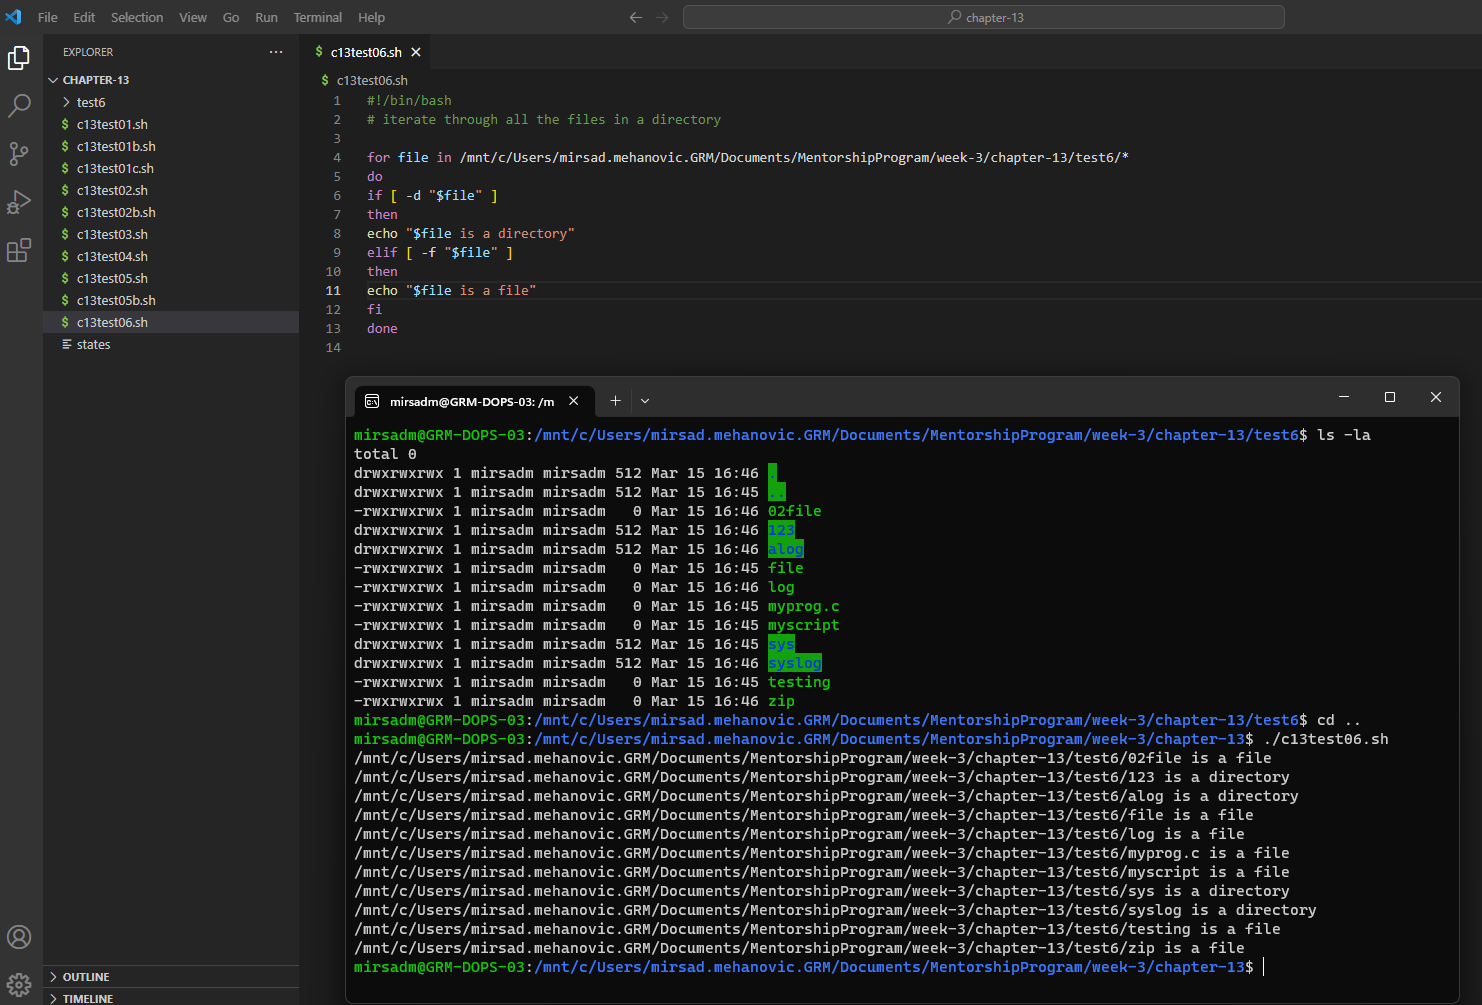 File Edit Selection View Go Run Terminal Help
chapter-13
EXPLORER
CHAPTER-13
test6
c13test01.sh
c13test01b.sh
c13test01c.sh
c13test02.sh
c13test02b.sh
c13test03.sh
c13test04.sh
c13test05.sh
c13test05b.sh
c13test06.sh
states
OUTLINE
TIMELINE
$ c13test06.sh
$ c13test06.sh
1 #!/bin/bash
2 # iterate through all the files in a directory
3
4 for file in /mnt/c/Users/mirsad.mehanovic.GRM/Documents/MentorshipProgram/week-3/chapter-13/test6/*
5 do
6 if [ -d "$file" ]
7 then
8 echo "$file is a directory"
9 elif [ -f "$file" ]
10 then
11 echo "$file is a file"
12 fi
13 done
14
mirsadm@GRM-DOPS-03: /m
mirsadm@GRM-DOPS-03:/mnt/c/Users/mirsad.mehanovic.GRM/Documents/MentorshipProgram/week-3/chapter-13/test6$ ls -la
total 0
drwxrwxrwx 1 mirsadm mirsadm 512 Mar 15 16:46 .
drwxrwxrwx 1 mirsadm mirsadm 512 Mar 15 16:45 ..
-rwxrwxrwx 1 mirsadm mirsadm   0 Mar 15 16:46 02file
drwxrwxrwx 1 mirsadm mirsadm 512 Mar 15 16:46 123
drwxrwxrwx 1 mirsadm mirsadm 512 Mar 15 16:46 alog
-rwxrwxrwx 1 mirsadm mirsadm   0 Mar 15 16:45 file
-rwxrwxrwx 1 mirsadm mirsadm   0 Mar 15 16:46 log
-rwxrwxrwx 1 mirsadm mirsadm   0 Mar 15 16:45 myprog.c
-rwxrwxrwx 1 mirsadm mirsadm   0 Mar 15 16:45 myscript
drwxrwxrwx 1 mirsadm mirsadm 512 Mar 15 16:45 sys
drwxrwxrwx 1 mirsadm mirsadm 512 Mar 15 16:46 syslog
-rwxrwxrwx 1 mirsadm mirsadm   0 Mar 15 16:45 testing
-rwxrwxrwx 1 mirsadm mirsadm   0 Mar 15 16:46 zip
mirsadm@GRM-DOPS-03:/mnt/c/Users/mirsad.mehanovic.GRM/Documents/MentorshipProgram/week-3/chapter-13/test6$ cd ..
mirsadm@GRM-DOPS-03:/mnt/c/Users/mirsad.mehanovic.GRM/Documents/MentorshipProgram/week-3/chapter-13$ ./c13test06.sh
/mnt/c/Users/mirsad.mehanovic.GRM/Documents/MentorshipProgram/week-3/chapter-13/test6/02file is a file
/mnt/c/Users/mirsad.mehanovic.GRM/Documents/MentorshipProgram/week-3/chapter-13/test6/123 is a directory
/mnt/c/Users/mirsad.mehanovic.GRM/Documents/MentorshipProgram/week-3/chapter-13/test6/alog is a directory
/mnt/c/Users/mirsad.mehanovic.GRM/Documents/MentorshipProgram/week-3/chapter-13/test6/file is a file
/mnt/c/Users/mirsad.mehanovic.GRM/Documents/MentorshipProgram/week-3/chapter-13/test6/log is a file
/mnt/c/Users/mirsad.mehanovic.GRM/Documents/MentorshipProgram/week-3/chapter-13/test6/myprog.c is a file
/mnt/c/Users/mirsad.mehanovic.GRM/Documents/MentorshipProgram/week-3/chapter-13/test6/myscript is a file
/mnt/c/Users/mirsad.mehanovic.GRM/Documents/MentorshipProgram/week-3/chapter-13/test6/sys is a directory
/mnt/c/Users/mirsad.mehanovic.GRM/Documents/MentorshipProgram/week-3/chapter-13/test6/syslog is a directory
/mnt/c/Users/mirsad.mehanovic.GRM/Documents/MentorshipProgram/week-3/chapter-13/test6/testing is a file
/mnt/c/Users/mirsad.mehanovic.GRM/Documents/MentorshipProgram/week-3/chapter-13/test6/zip is a file
mirsadm@GRM-DOPS-03:/mnt/c/Users/mirsad.mehanovic.GRM/Documents/MentorshipProgram/week-3/chapter-13$